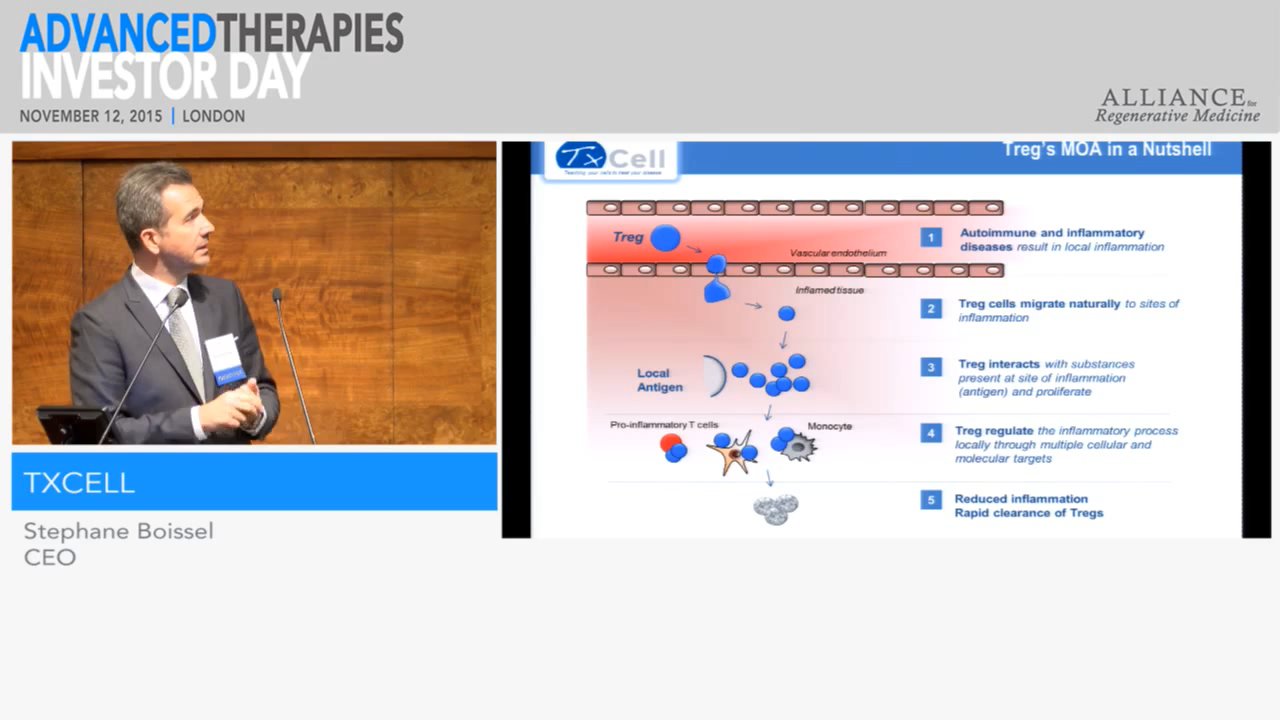 ADVANCEDTHERAPIES
INVESTOR DAY
NOVEMBER 12, 2015 | LONDON
ALLIANCE for
Regenerative Medicine
TxCell
Treg's MOA in a Nutshell
Treg
Vascular endothelium
Inflamed tissue
Local
Antigen
Pro-inflammatory T cells
Monocyte
1
Autoimmune and inflammatory
diseases result in local inflammation
2
Treg cells migrate naturally to sites of
inflammation
3
Treg interacts with substances
present at site of inflammation
(antigen) and proliferate
4
Treg regulate the inflammatory process
locally through multiple cellular and
molecular targets
5
Reduced inflammation
Rapid clearance of Tregs
TXCELL
Stephane Boissel
CEO